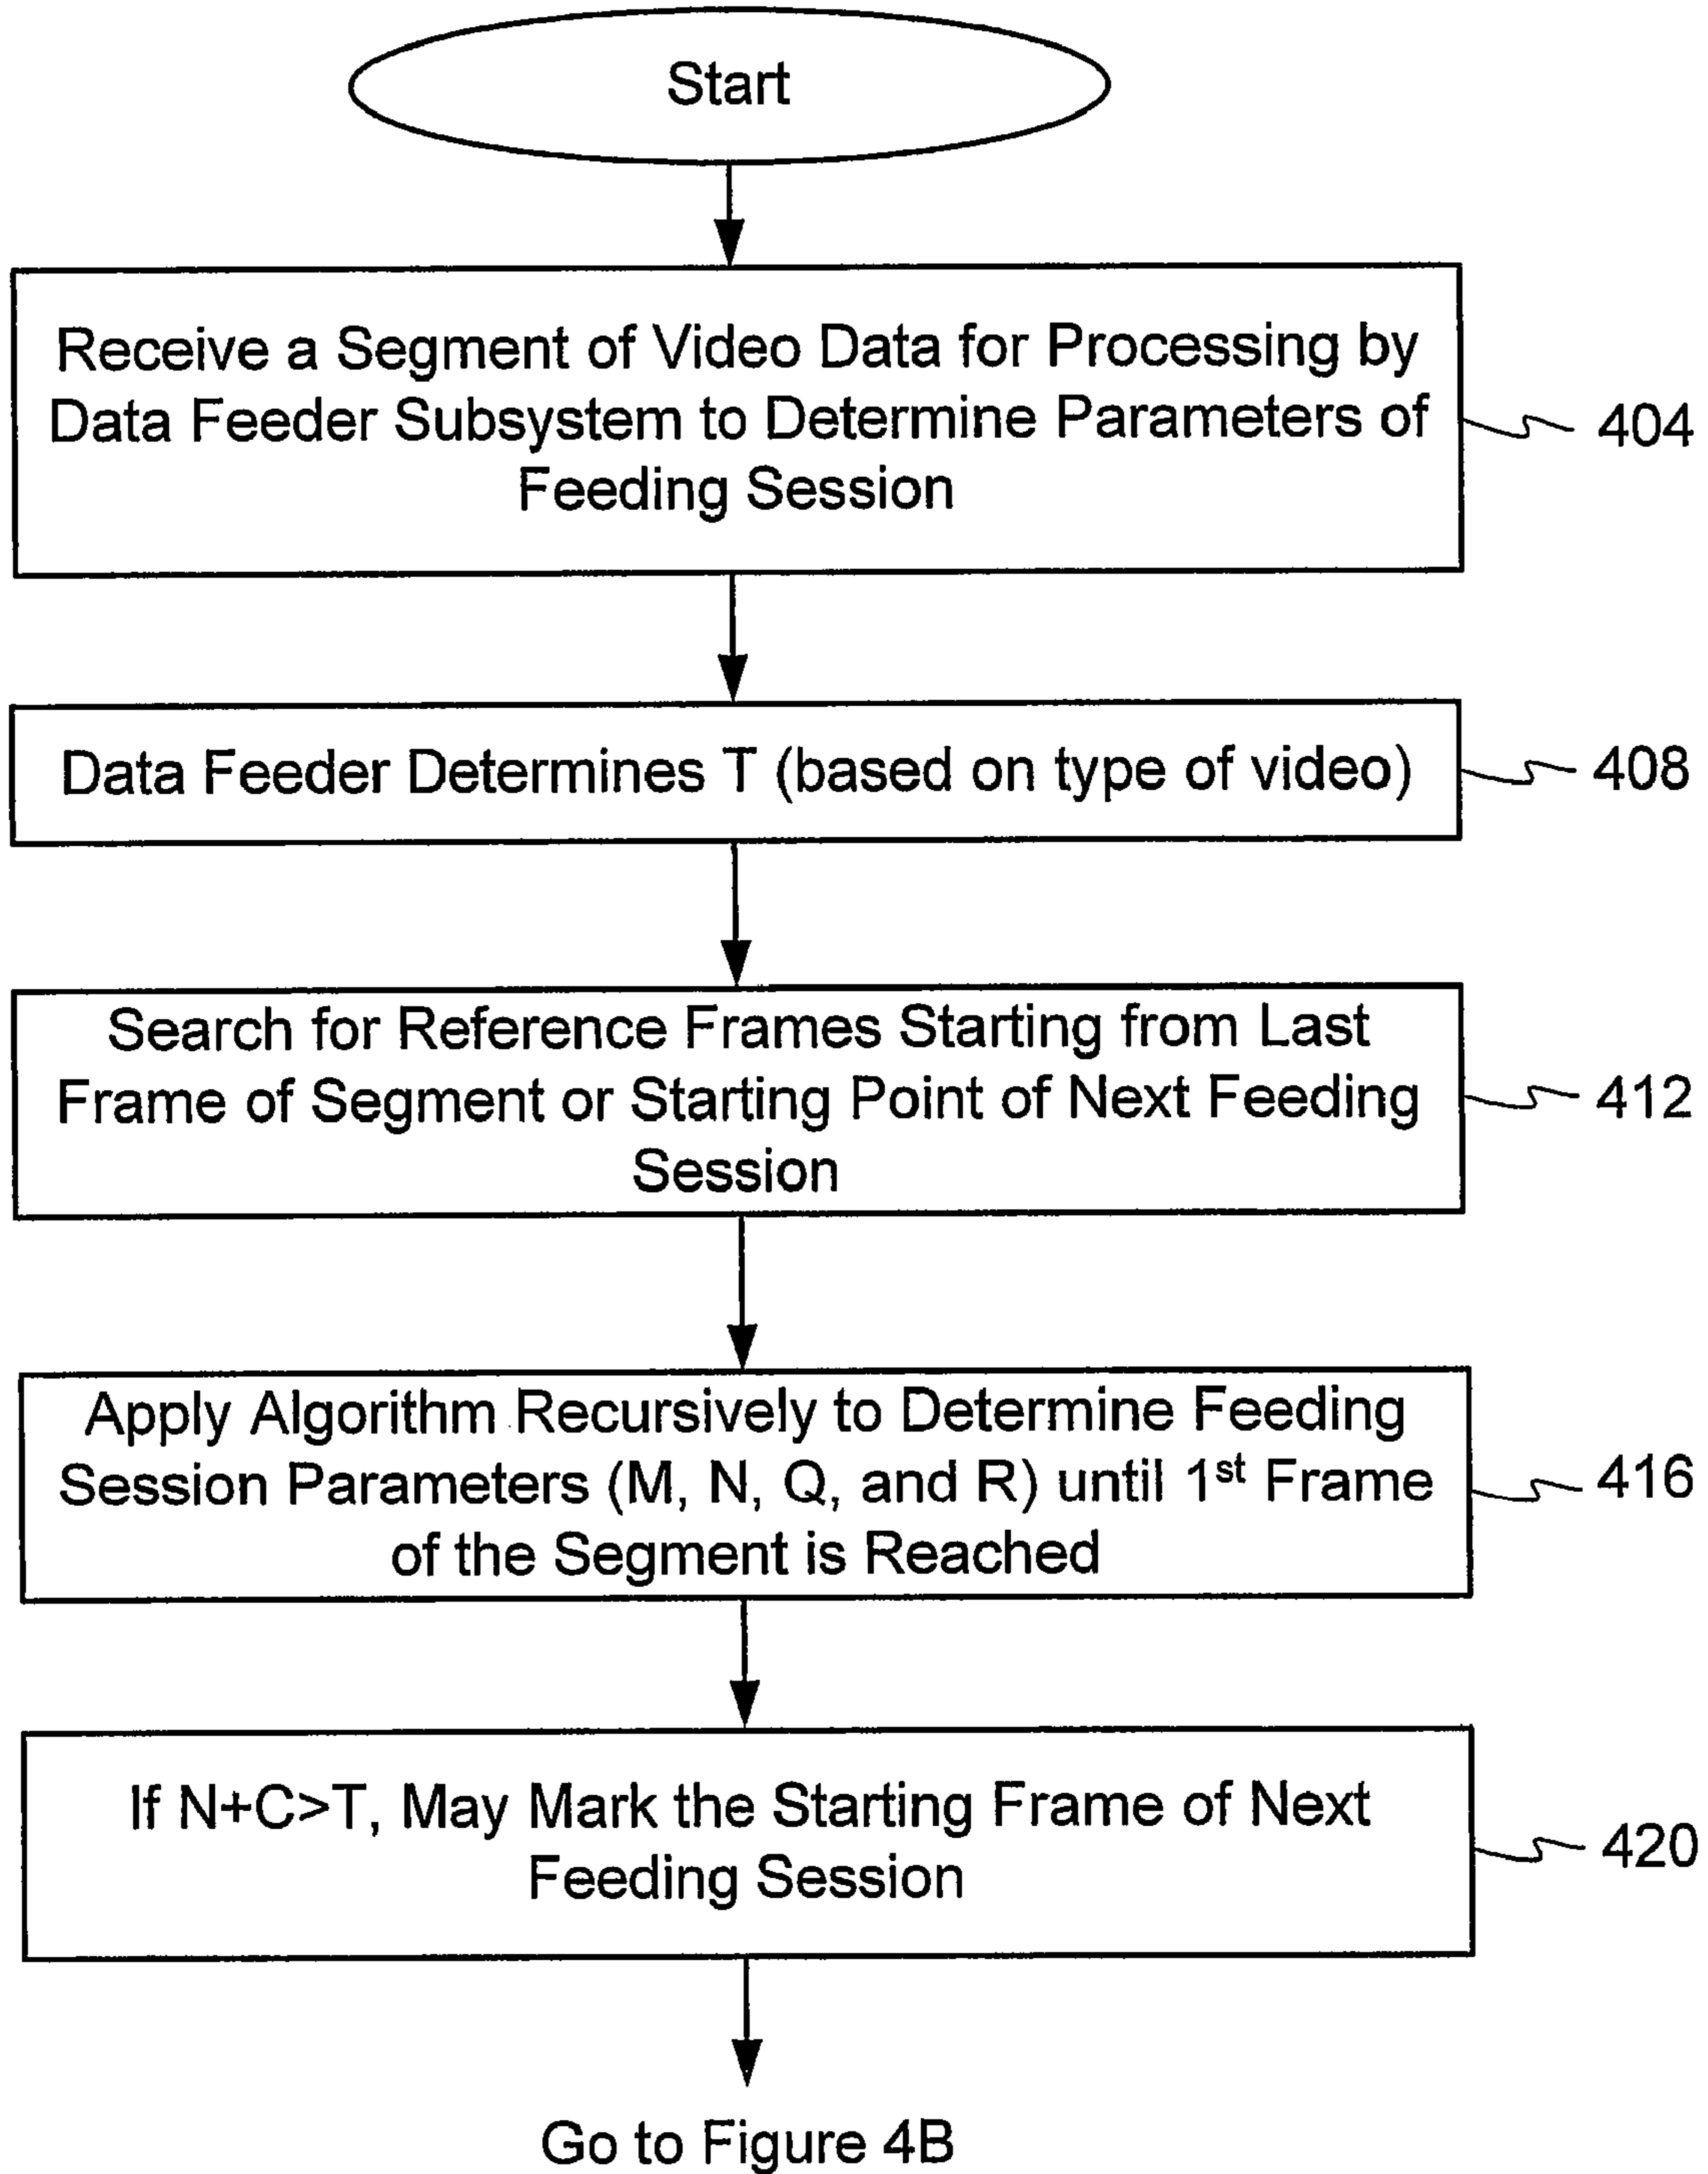 Start
Receive a Segment of Video Data for Processing by
Data Feeder Subsystem to Determine Parameters of
Feeding Session
404
Data Feeder Determines T (based on type of video)
408
Search for Reference Frames Starting from Last
Frame of Segment or Starting Point of Next Feeding
Session
412
Apply Algorithm Recursively to Determine Feeding
Session Parameters (M, N, Q, and R) until 1st Frame
of the Segment is Reached
416
If N+C>T, May Mark the Starting Frame of Next
Feeding Session
420
Go to Figure 4B